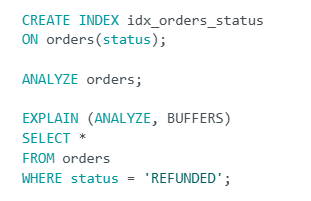 CREATE INDEX idx_orders_status
ON orders(status);
ANALYZE orders;
EXPLAIN (ANALYZE, BUFFERS)
SELECT *
FROM orders
WHERE status = 'REFUNDED';